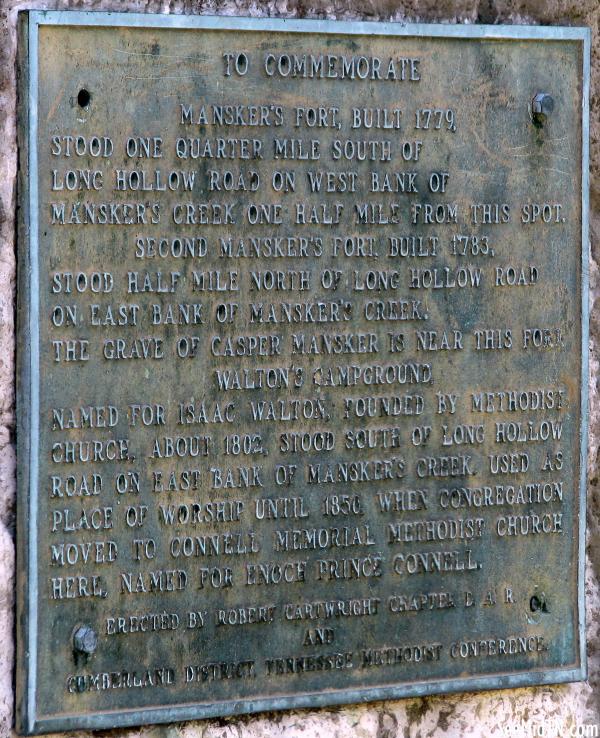 TO COMMEMORATE
MANSKER'S FORT, BUILT 1779,
STOOD ONE QUARTER MILE SOUTH OF
LONG HOLLOW ROAD ON WEST BANK OF
MANSKER'S CREEK ONE HALF MILE FROM THIS SPOT.
SECOND MANSKER'S FORT, BUILT 1783,
STOOD HALF MILE NORTH OF LONG HOLLOW ROAD
ON EAST BANK OF MANSKER'S CREEK.
THE GRAVE OF CASPER MANSKER IS NEAR THIS FORT.
WALTON'S CAMPGROUND
NAMED FOR ISAAC WALTON, FOUNDED BY METHODIST
CHURCH, ABOUT 1802, STOOD SOUTH OF LONG HOLLOW
ROAD ON EAST BANK OF MANSKER'S CREEK. USED AS
PLACE OF WORSHIP UNTIL 1850, WHEN CONGREGATION
MOVED TO CONNELL MEMORIAL METHODIST CHURCH
HERE, NAMED FOR ENOCH PRINCE CONNELL.
ERECTED BY ROBERT CARTWRIGHT CHAPTER D. A. R.
AND
CUMBERLAND DISTRICT, TENNESSEE METHODIST CONFERENCE.